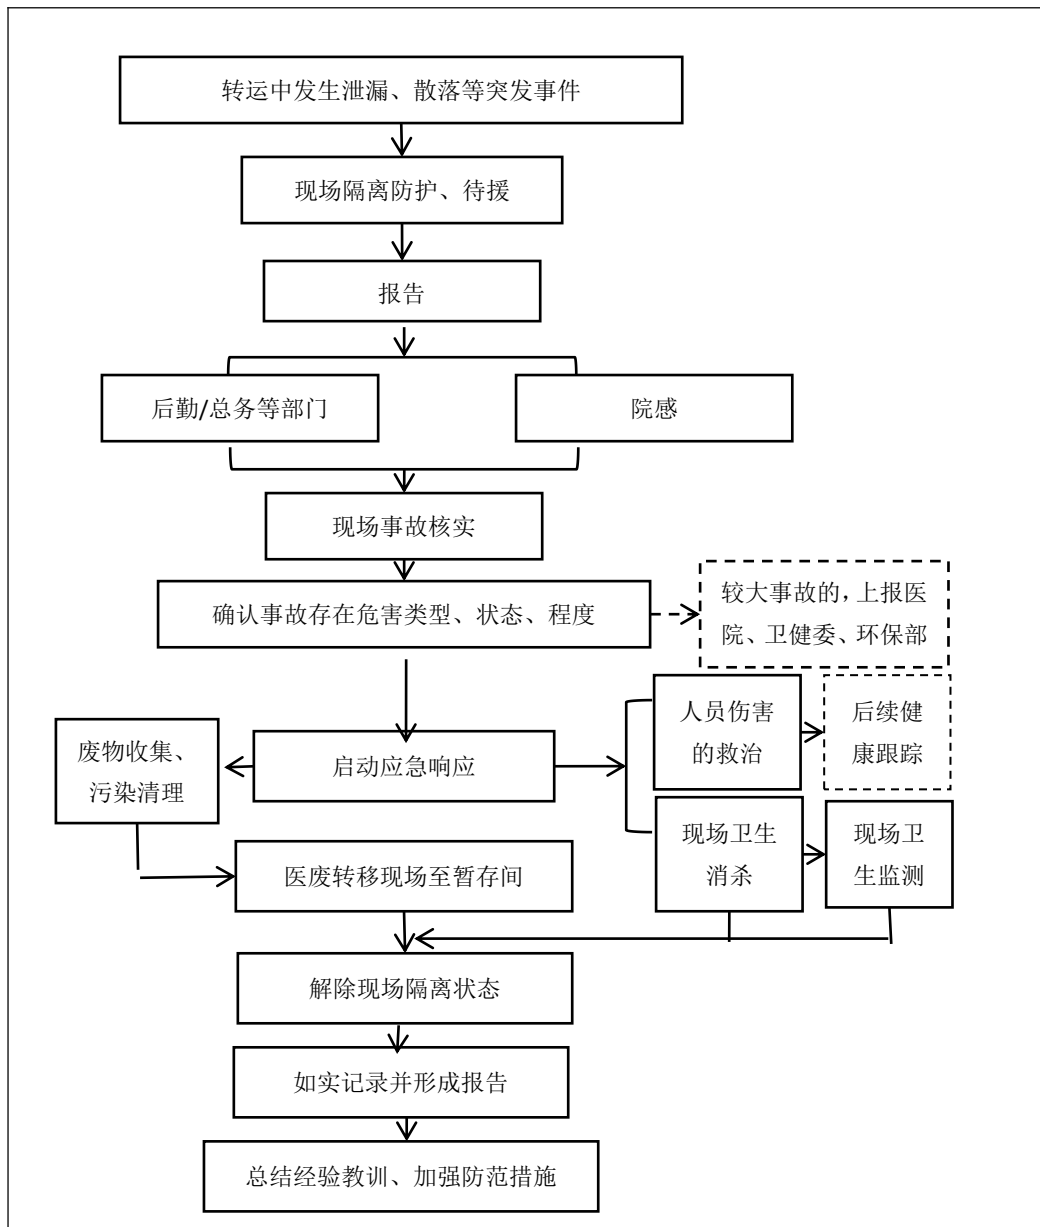 转运中发生泄漏、散落等突发事件
现场隔离防护、待援
报告
后勤/总务等部门
院感
现场事故核实
确认事故存在危害类型、状态、程度
较大事故的，上报医
院、卫健委、环保部
人员伤害
的救治
后续健
康跟踪
废物收集、
污染清理
启动应急响应
现场卫生
消杀
现场卫
生监测
医废转移现场至暂存间
解除现场隔离状态
如实记录并形成报告
总结经验教训、加强防范措施